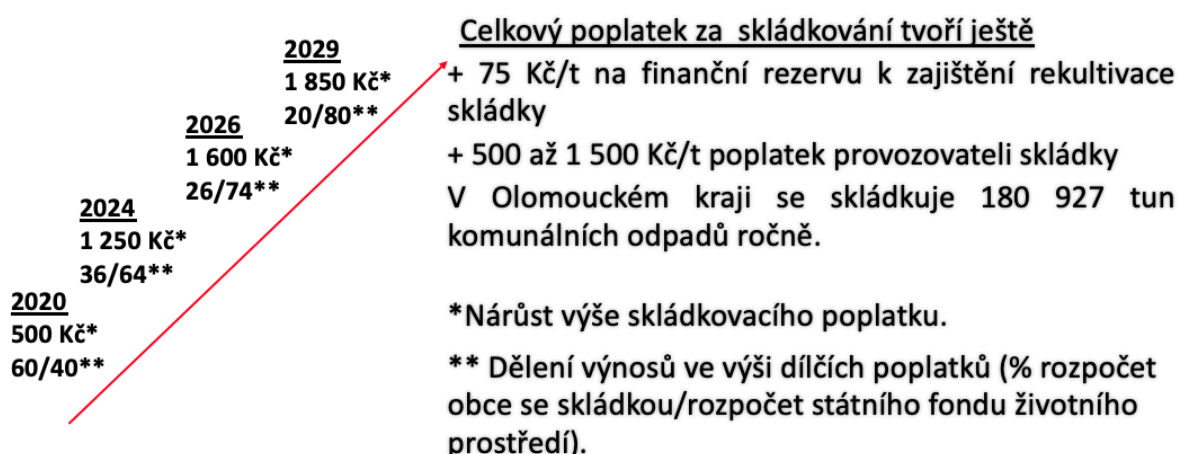 2029
1 850 Kč*
20/80**
2026
1 600 Kč*
26/74**
2024
1 250 Kč*
36/64**
2020
500 Kč*
60/40**
Celkový poplatek za skládkování tvoří ještě
+ 75 Kč/t na finanční rezervu k zajištění rekultivace
skládky
+ 500 až 1 500 Kč/t poplatek provozovateli skládky
V Olomouckém kraji se skládkuje 180 927 tun
komunálních odpadů ročně.
*Nárůst výše skládkovacího poplatku.
** Dělení výnosů ve výši dílčích poplatků (% rozpočet
obce se skládkou/rozpočet státního fondu životního
prostředí).